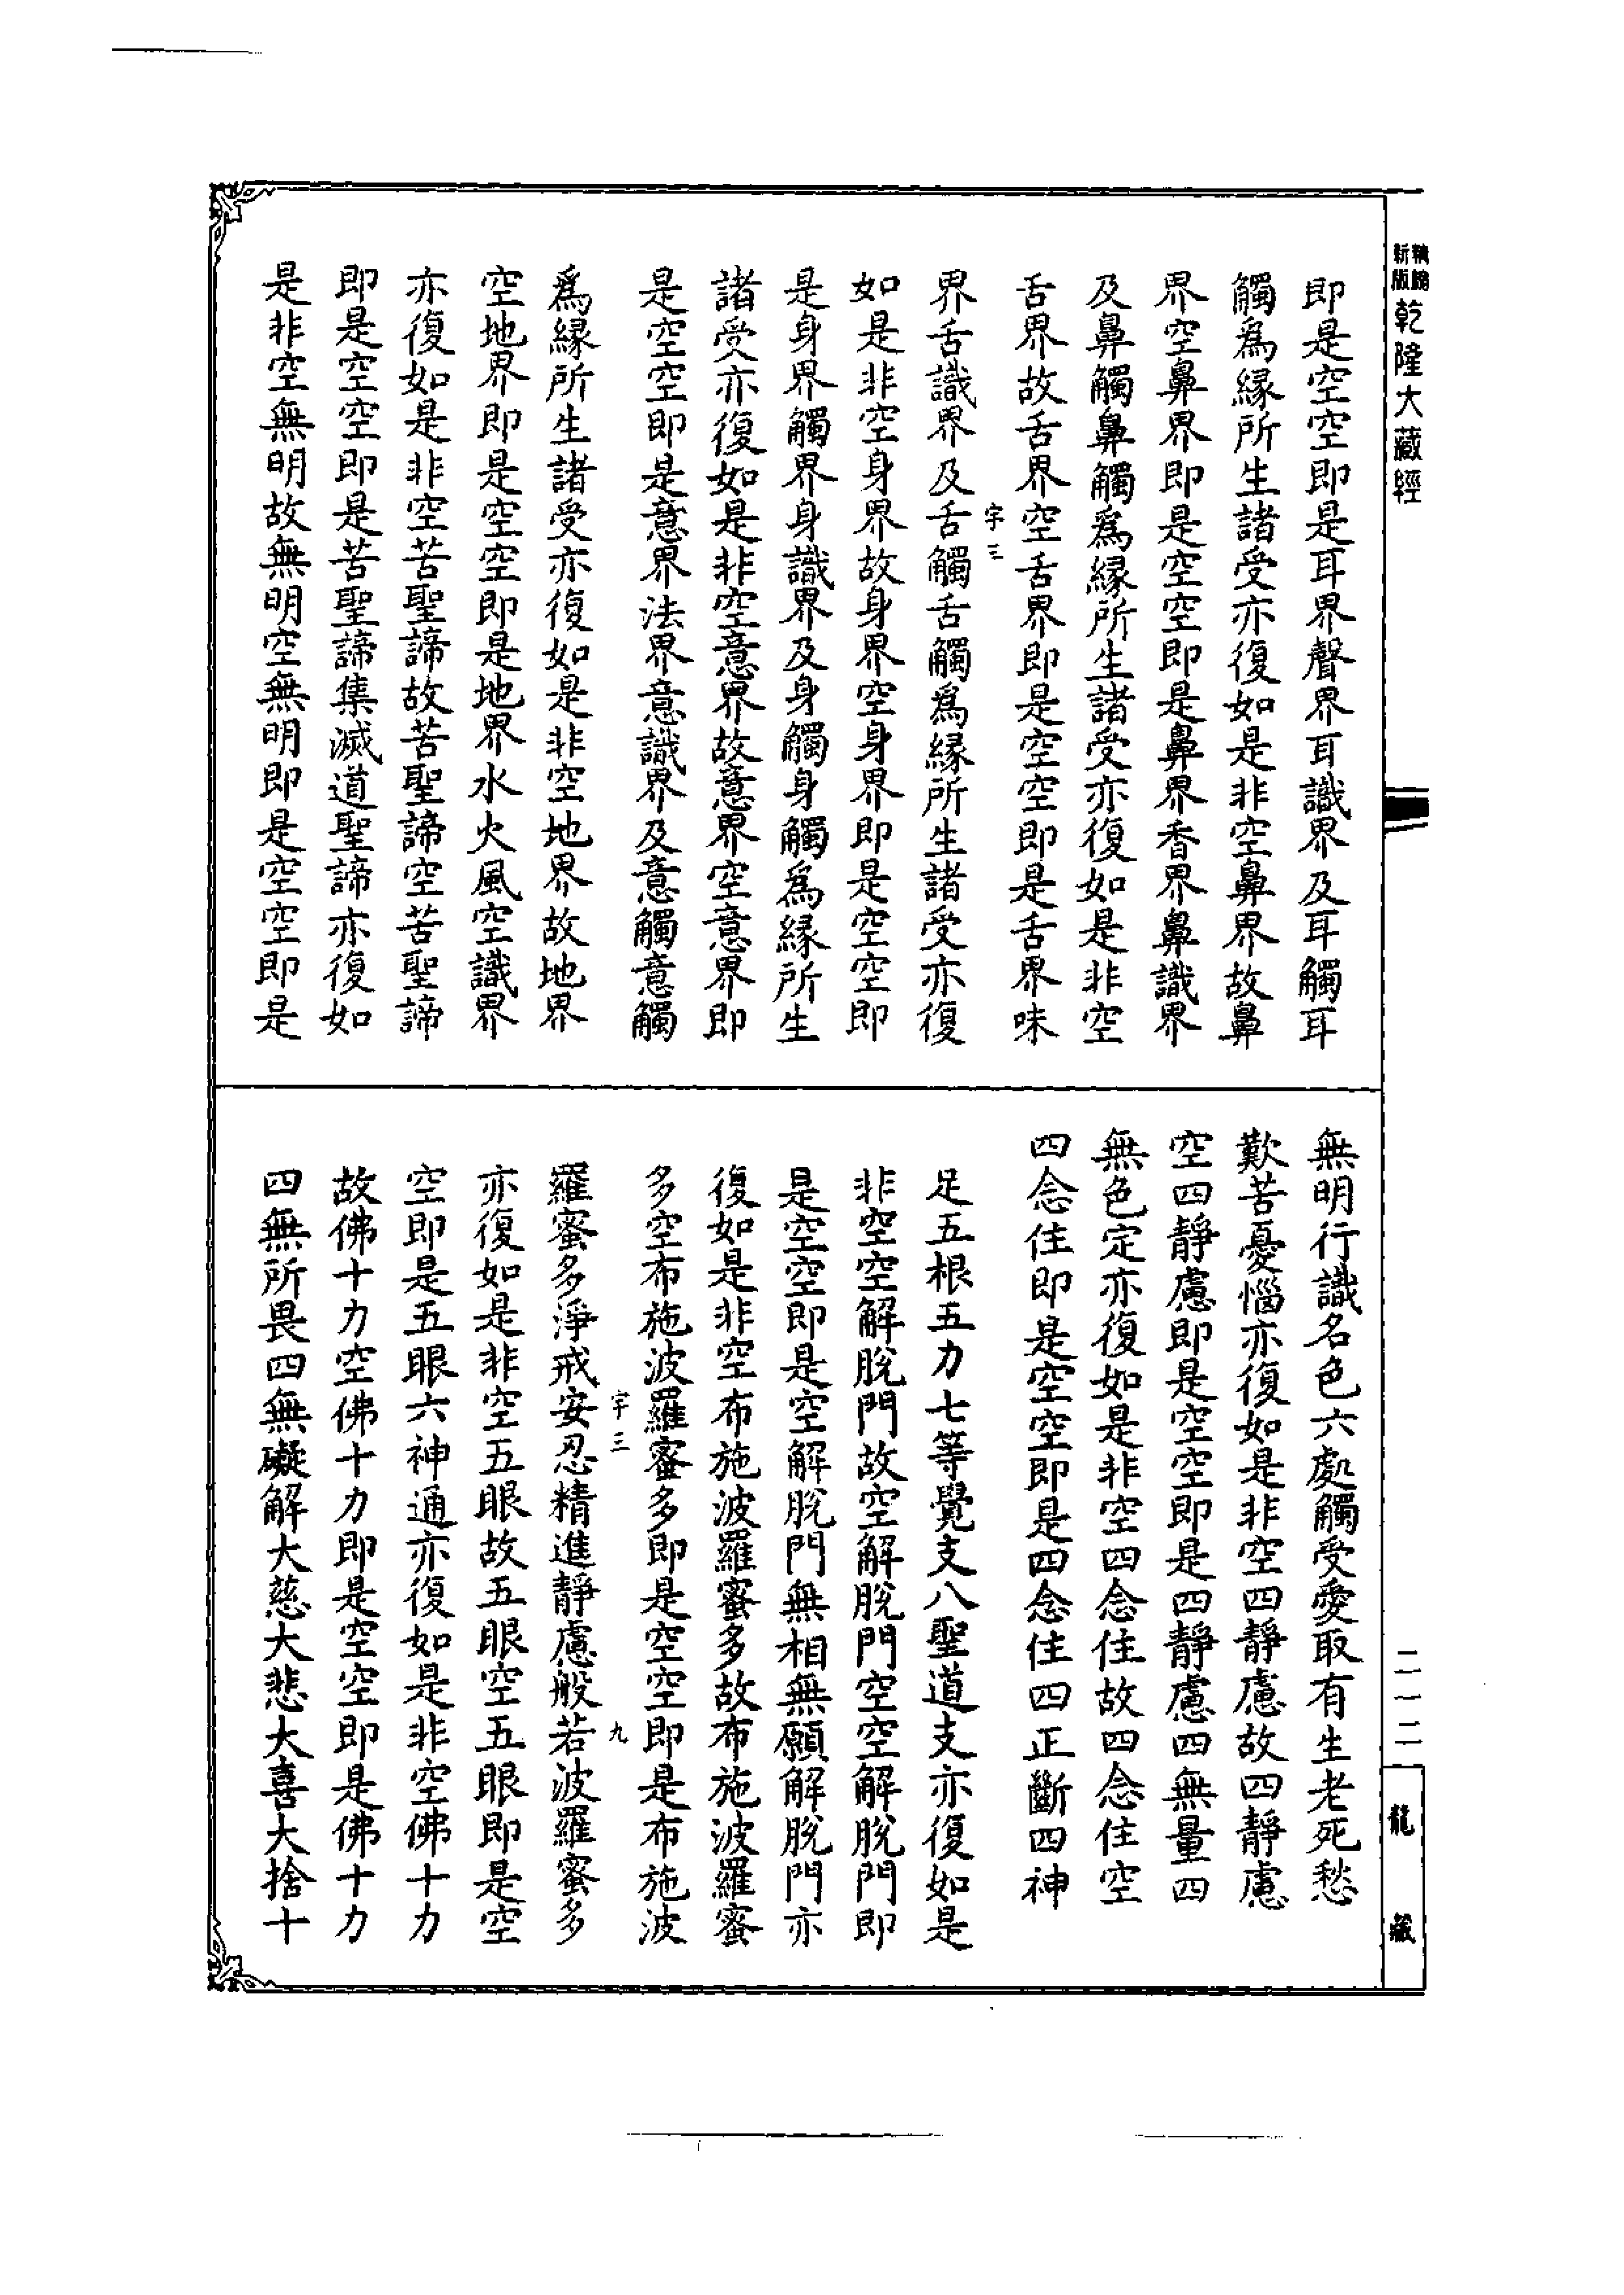 乾隆大藏經
即是空空即是耳界聲界耳識界及耳觸耳
觸爲緣所生諸受亦復如是非空鼻界故鼻
界空鼻界即是空空即是鼻界香界鼻識界
及鼻觸鼻觸爲緣所生諸受亦復如是非空
舌界故舌界空舌界即是空空即是舌界味
字三
界舌識界及舌觸舌觸爲緣所生諸受亦復
如是非空身界故身界空身界即是空空即
是身界觸界身識界及身觸身觸爲緣所生
諸受亦復如是非空意界故意界空意界即
是空空即是意界法界意識界及意觸意觸
爲緣所生諸受亦復如是非空地界故地界
空地界即是空空即是地界水火風空識界
亦復如是非空苦聖諦故苦聖諦空苦聖諦
即是空空即是苦聖諦集滅道聖諦亦復如
是非空無明故無明空無明即是空空即是
無明行識名色六處觸受愛取有生老死愁
歎苦憂惱亦復如是非空四靜慮故四靜慮
空四靜慮即是空空即是四靜慮四無量四
無色定亦復如是非空四念住故四念住空
四念住即是空空即是四念住四正斷四神
足五根五力七等覺支八聖道支亦復如是
非空空解脫門故空解脫門空空解脫門即
是空空即是空解脫門無相無願解脫門亦
復如是非空布施波羅蜜多故布施波羅蜜
多空布施波羅蜜多即是空空即是布施波
字三 九
羅蜜多淨戒安忍精進靜慮般若波羅蜜多
亦復如是非空五眼故五眼空五眼即是空
空即是五眼六神通亦復如是非空佛十力
故佛十力空佛十力即是空空即是佛十力
四無所畏四無礙解大慈大悲大喜大捨十
二一二
龍藏